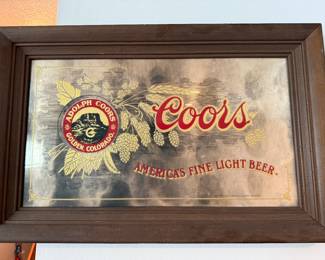 ADOLPH COORS
GOLDEN, COLORADO.
Coors
AMERICA'S FINE LIGHT BEER.